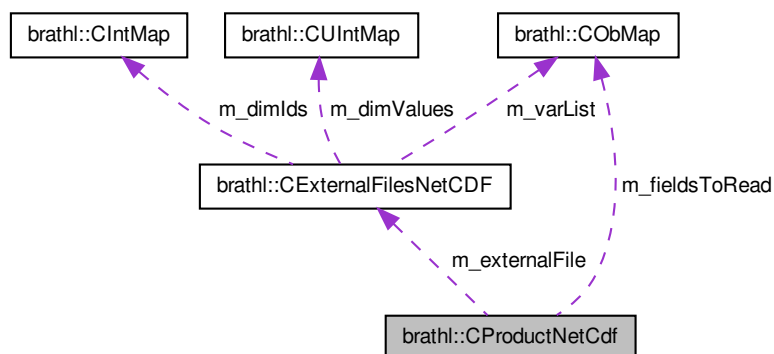 brathl::CIntMap
brathl::CUIntMap
brathl::CObMap
m_dimIds
m_dimValues
m_varList
brathl::CExternalFilesNetCDF
m_fieldsToRead
m_externalFile
brathl::CProductNetCdf